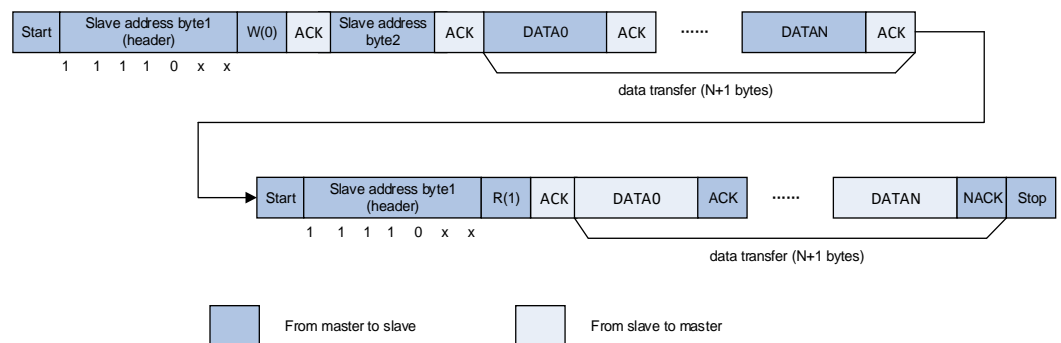 Start Slave address byte1 (header) W(0) ACK Slave address byte2 ACK DATA0 ACK ...... DATAN ACK
1 1 1 1 0 x x
data transfer (N+1 bytes)
Start Slave address byte1 (header) R(1) ACK DATA0 ACK ...... DATAN NACK Stop
1 1 1 1 0 x x
data transfer (N+1 bytes)
From master to slave From slave to master